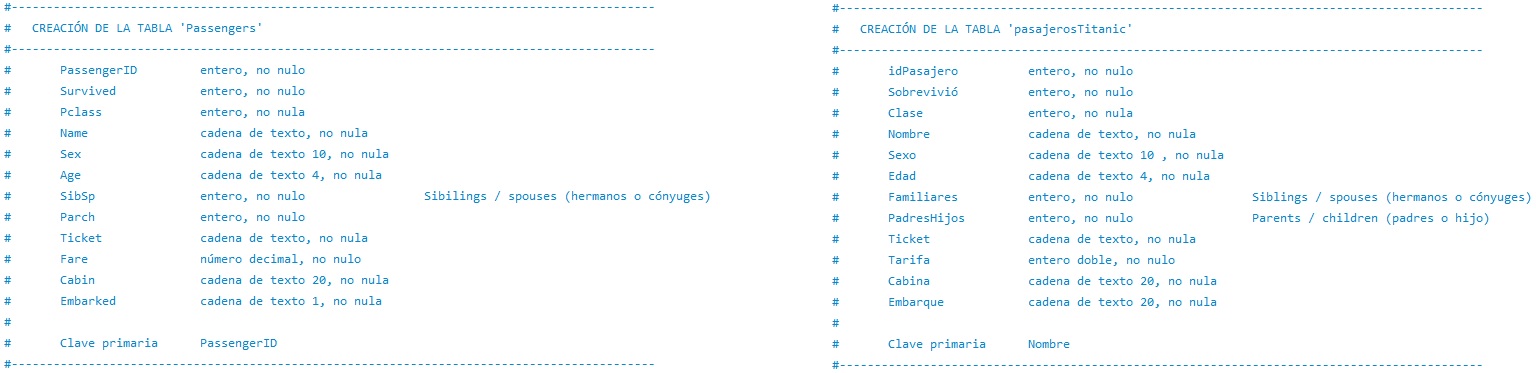 #--------------------------------------------------------------------------------------------
#   CREACIÓN DE LA TABLA 'Passengers'
#--------------------------------------------------------------------------------------------
#       PassengerID         entero, no nulo
#       Survived            entero, no nulo
#       Pclass              entero, no nula
#       Name                cadena de texto, no nula
#       Sex                 cadena de texto 10, no nula
#       Age                 cadena de texto 4, no nula
#       SibSp               entero, no nulo                 Sibilings / spouses (hermanos o cónyuges)
#       Parch               entero, no nulo
#       Ticket              cadena de texto, no nula
#       Fare                número decimal, no nulo
#       Cabin               cadena de texto 20, no nula
#       Embarked            cadena de texto 1, no nula
#
#       Clave primaria      PassengerID
#--------------------------------------------------------------------------------------------
#--------------------------------------------------------------------------------------------
#   CREACIÓN DE LA TABLA 'pasajerosTitanic'
#--------------------------------------------------------------------------------------------
#       idPasajero          entero, no nulo
#       Sobrevivió          entero, no nulo
#       Clase               entero, no nula
#       Nombre              cadena de texto, no nula
#       Sexo                cadena de texto 10 , no nula
#       Edad                cadena de texto 4, no nula
#       Familiares          entero, no nulo                 Siblings / spouses (hermanos o cónyuges)
#       PadresHijos         entero, no nulo                 Parents / children (padres o hijo)
#       Ticket              cadena de texto, no nula
#       Tarifa              entero doble, no nulo
#       Cabina              cadena de texto 20, no nula
#       Embarque            cadena de texto 20, no nula
#
#       Clave primaria      Nombre
#--------------------------------------------------------------------------------------------